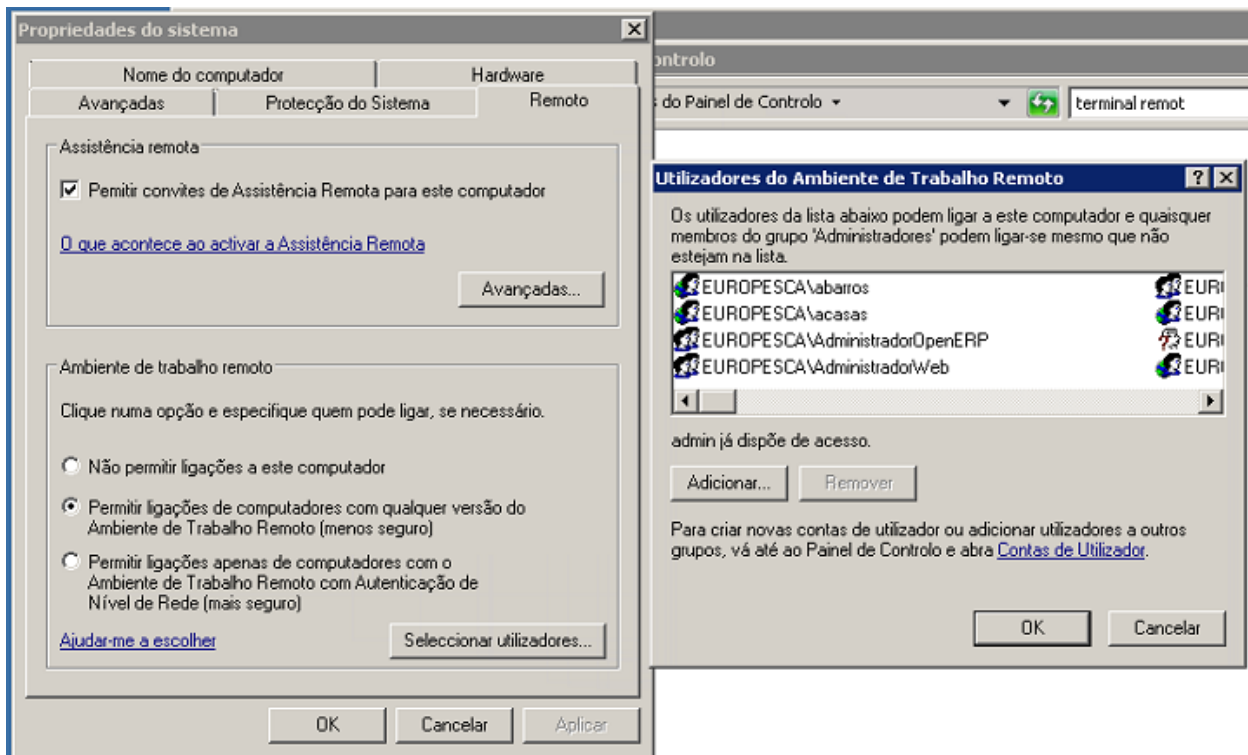 Propriedades do sistema
Nome do computador
Hardware
Avançadas
Protecção do Sistema
Remoto
Assistência remota
Pemitir convites de Assistência Remota para este computador
O que acontece ao activar a Assistência Remota
Avançadas...
Ambiente de trabalho remoto
Clique numa opção e especifique quem pode ligar, se necessário.
Não permitir ligações a este computador
Permitir ligações de computadores com qualquer versão do
Ambiente de Trabalho Remoto (menos seguro)
Permitir ligações apenas de computadores com o
Ambiente de Trabalho Remoto com Autenticação de
Nível de Rede (mais seguro)
Ajudar-me a escolher
Seleccionar utilizadores...
OK
Cancelar
Aplicar
ontrolo
do Painel de Controlo
terminal remot
Utilizadores do Ambiente de Trabalho Remoto
Os utilizadores da lista abaixo podem ligar a este computador e quaisquer
membros do grupo 'Administradores' podem ligar-se mesmo que não
estejam na lista.
EUROPESCA\abarros
EUROPESCA\acasas
EUROPESCA\AdministradorOpenERP
EUROPESCA\AdministradorWeb
EUR
EUR
EUR
EUR
admin já dispõe de acesso.
Adicionar...
Remover
Para criar novas contas de utilizador ou adicionar utilizadores a outros
grupos, vá até ao Painel de Controlo e abra Contas de Utilizador.
OK
Cancelar